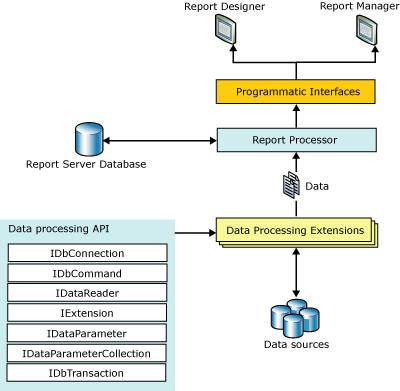 Report Designer
Report Manager
Programmatic Interfaces
Report Processor
Report Server Database
Data
Data processing API
Data Processing Extensions
IDbConnection
IDbCommand
IDataReader
IExtension
IDataParameter
IDataParameterCollection
IDbTransaction
Data sources